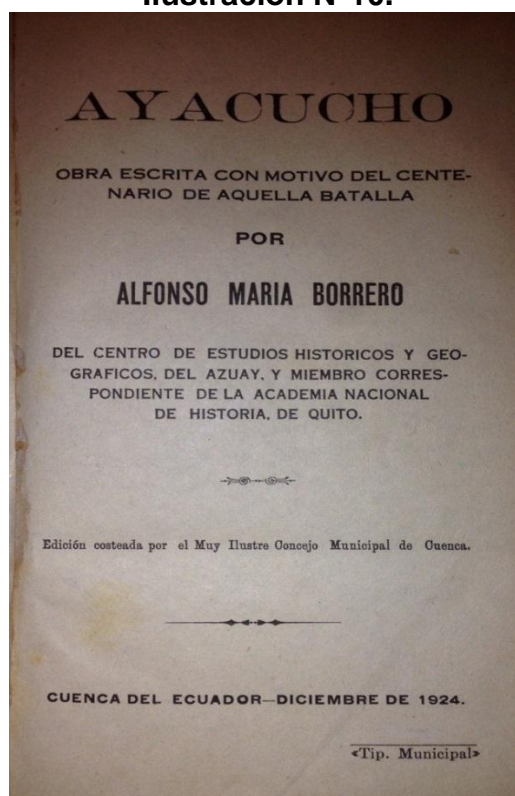 Ilustración N°10.
AYACUCHO
OBRA ESCRITA CON MOTIVO DEL CENTE-
NARIO DE AQUELLA BATALLA
POR
ALFONSO MARIA BORRERO
DEL CENTRO DE ESTUDIOS HISTORICOS Y GEO-
GRAFICOS, DEL AZUAY, Y MIEMBRO CORRES-
PONDIENTE DE LA ACADEMIA NACIONAL
DE HISTORIA, DE QUITO.
Edición costeada por el Muy Ilustre Concejo Municipal de Cuenca.
CUENCA DEL ECUADOR—DICIEMBRE DE 1924.
«Tip. Municipal»